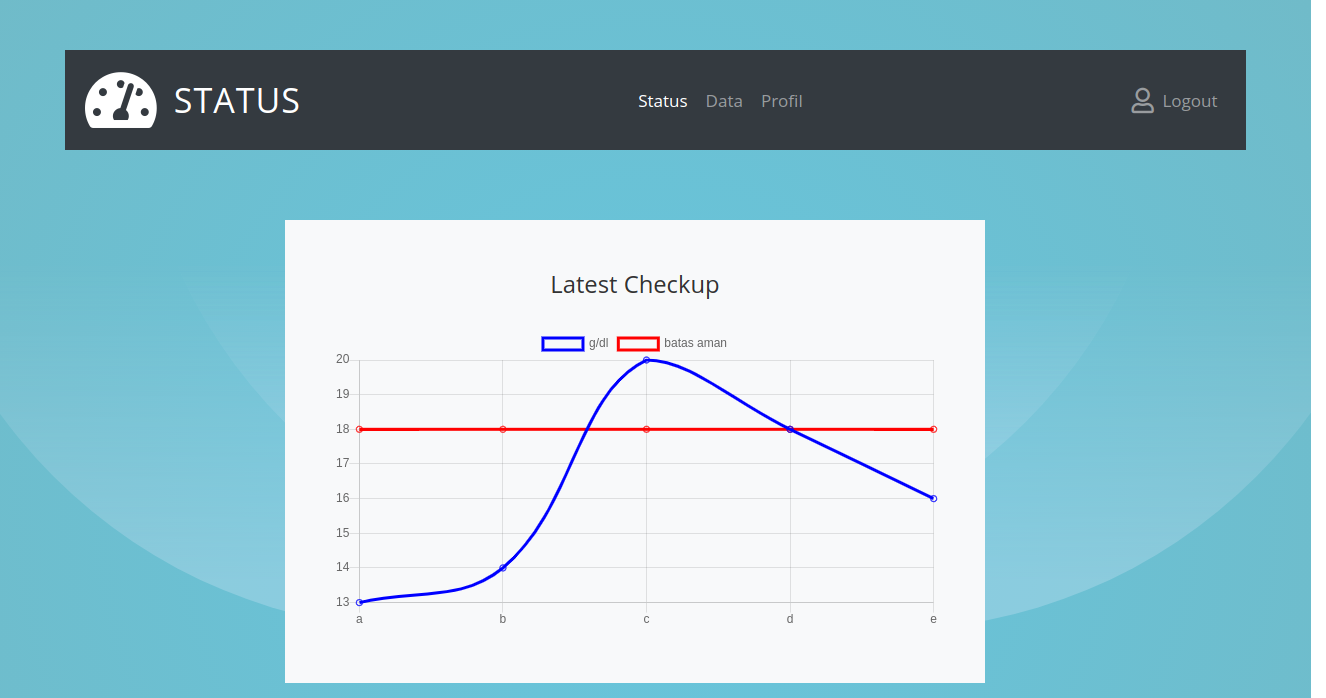 STATUS
Status Data Profil
Logout
Latest Checkup
g/dl batas aman
20
19
18
17
16
15
14
13
a b c d e